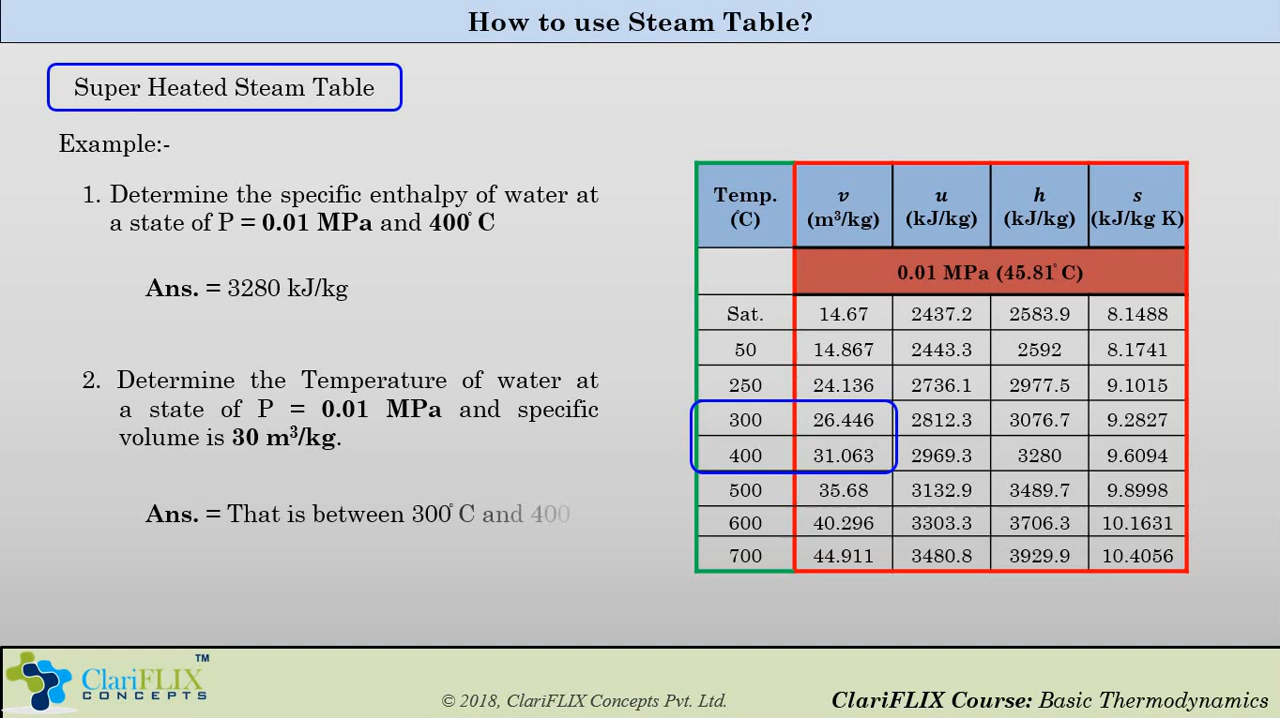 How to use Steam Table?
Super Heated Steam Table
Example:-
1. Determine the specific enthalpy of water at
a state of P = 0.01 MPa and 400°C
Ans. = 3280 kJ/kg
2. Determine the Temperature of water at
a state of P = 0.01 MPa and specific
volume is 30 m³/kg.
Ans. = That is between 300°C and 400
Temp. v u h s
(°C) (m³/kg) (kJ/kg) (kJ/kg) (kJ/kg K)
0.01 MPa (45.81°C)
Sat. 14.67 2437.2 2583.9 8.1488
50 14.867 2443.3 2592 8.1741
250 24.136 2736.1 2977.5 9.1015
300 26.446 2812.3 3076.7 9.2827
400 31.063 2969.3 3280 9.6094
500 35.68 3132.9 3489.7 9.8998
600 40.296 3303.3 3706.3 10.1631
700 44.911 3480.8 3929.9 10.4056
ClariFLIX TM
CONCEPTS
© 2018, ClariFLIX Concepts Pvt. Ltd.
ClariFLIX Course: Basic Thermodynamics